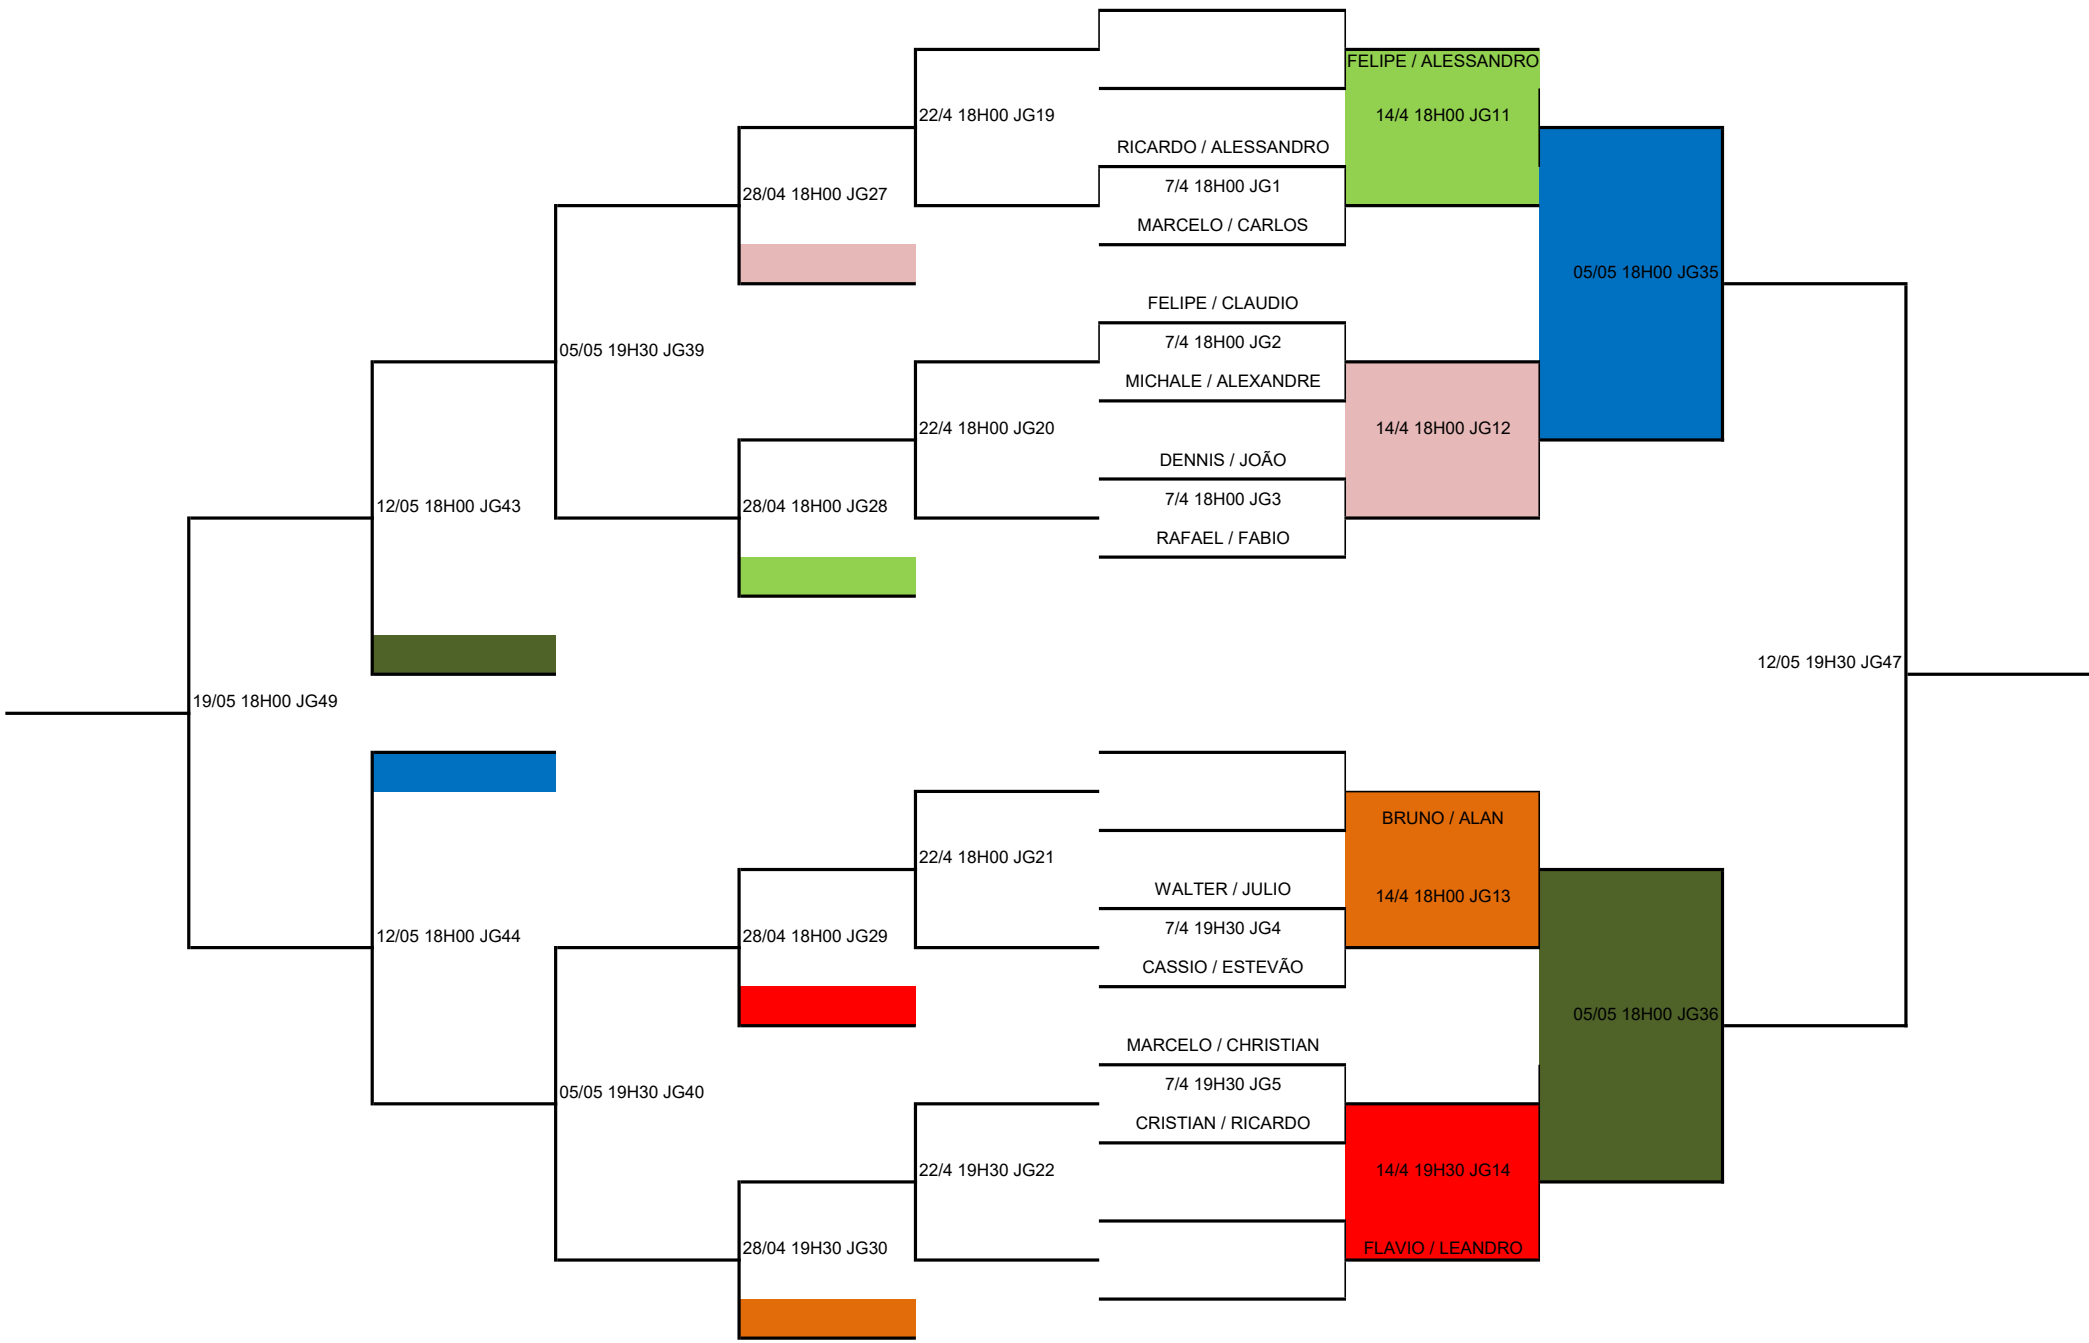 FELIPE / ALESSANDRO
22/4 18H00 JG19
14/4 18H00 JG11
RICARDO / ALESSANDRO
28/04 18H00 JG27
7/4 18H00 JG1
MARCELO / CARLOS
05/05 18H00 JG35
FELIPE / CLAUDIO
05/05 19H30 JG39
7/4 18H00 JG2
MICHALE / ALEXANDRE
22/4 18H00 JG20
14/4 18H00 JG12
DENNIS / JOÃO
12/05 18H00 JG43
28/04 18H00 JG28
7/4 18H00 JG3
RAFAEL / FABIO
12/05 19H30 JG47
19/05 18H00 JG49
BRUNO / ALAN
22/4 18H00 JG21
WALTER / JULIO
14/4 18H00 JG13
7/4 19H30 JG4
12/05 18H00 JG44
28/04 18H00 JG29
CASSIO / ESTEVÃO
05/05 18H00 JG36
MARCELO / CHRISTIAN
05/05 19H30 JG40
7/4 19H30 JG5
CRISTIAN / RICARDO
22/4 19H30 JG22
14/4 19H30 JG14
28/04 19H30 JG30
FLAVIO / LEANDRO